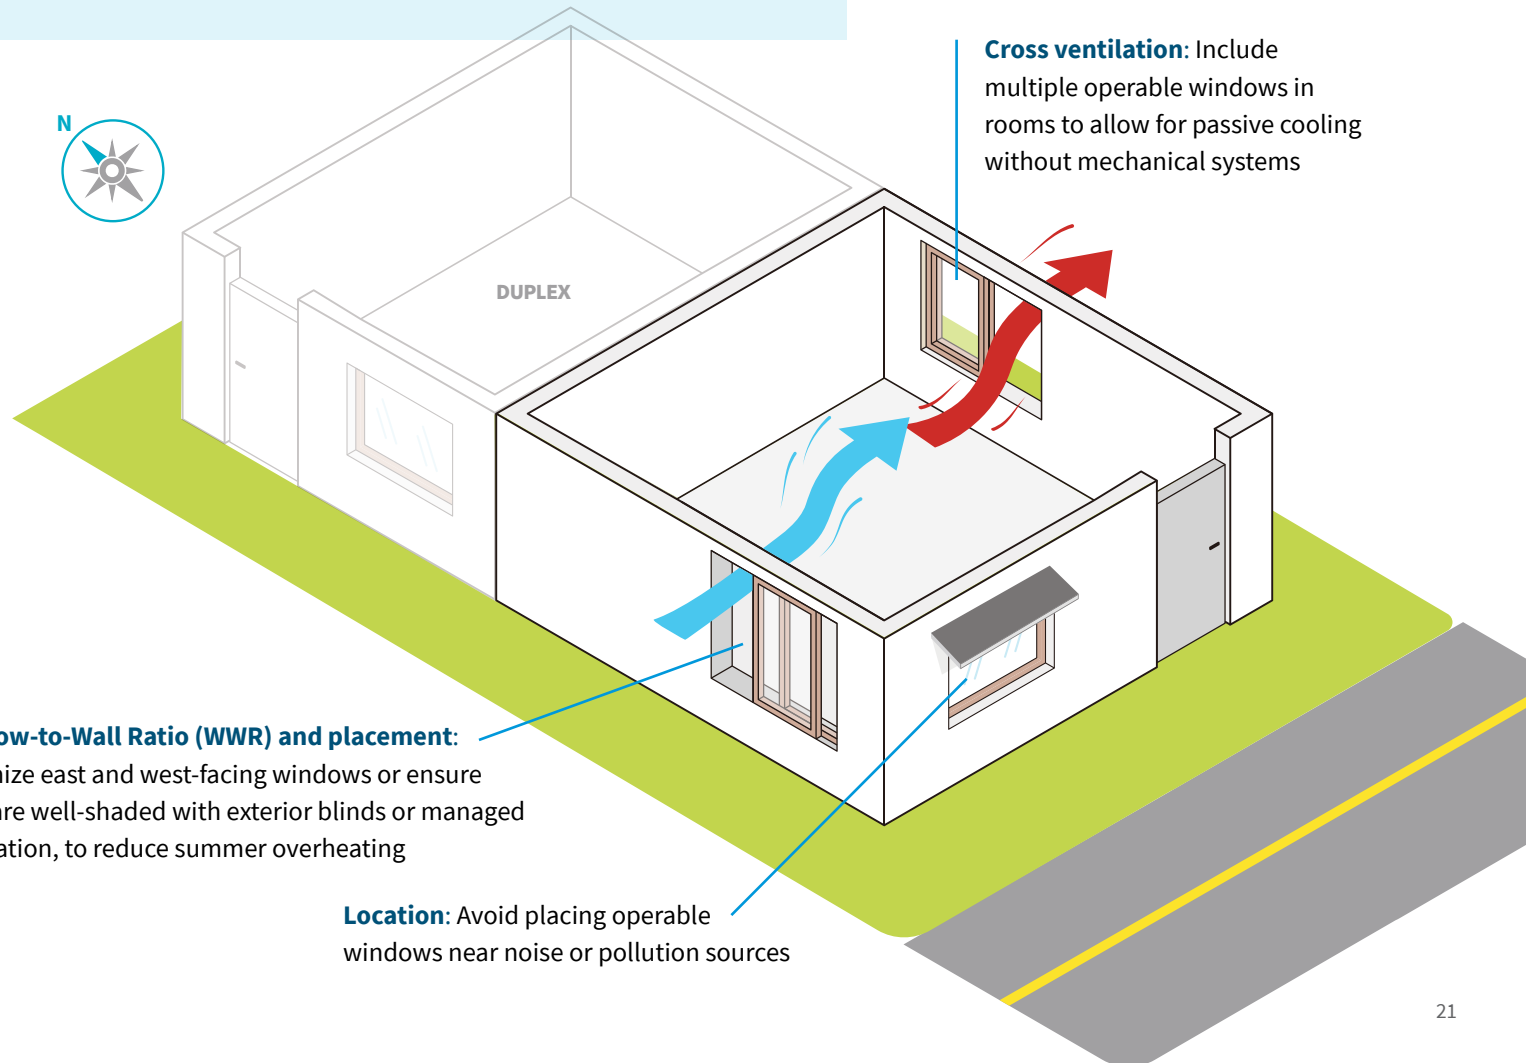 Cross ventilation: Include
multiple operable windows in
rooms to allow for passive cooling
without mechanical systems
N
DUPLEX
ow-to-Wall Ratio (WWR) and placement:
ize east and west-facing windows or ensure
re well-shaded with exterior blinds or managed
ation, to reduce summer overheating
Location: Avoid placing operable
windows near noise or pollution sources
21